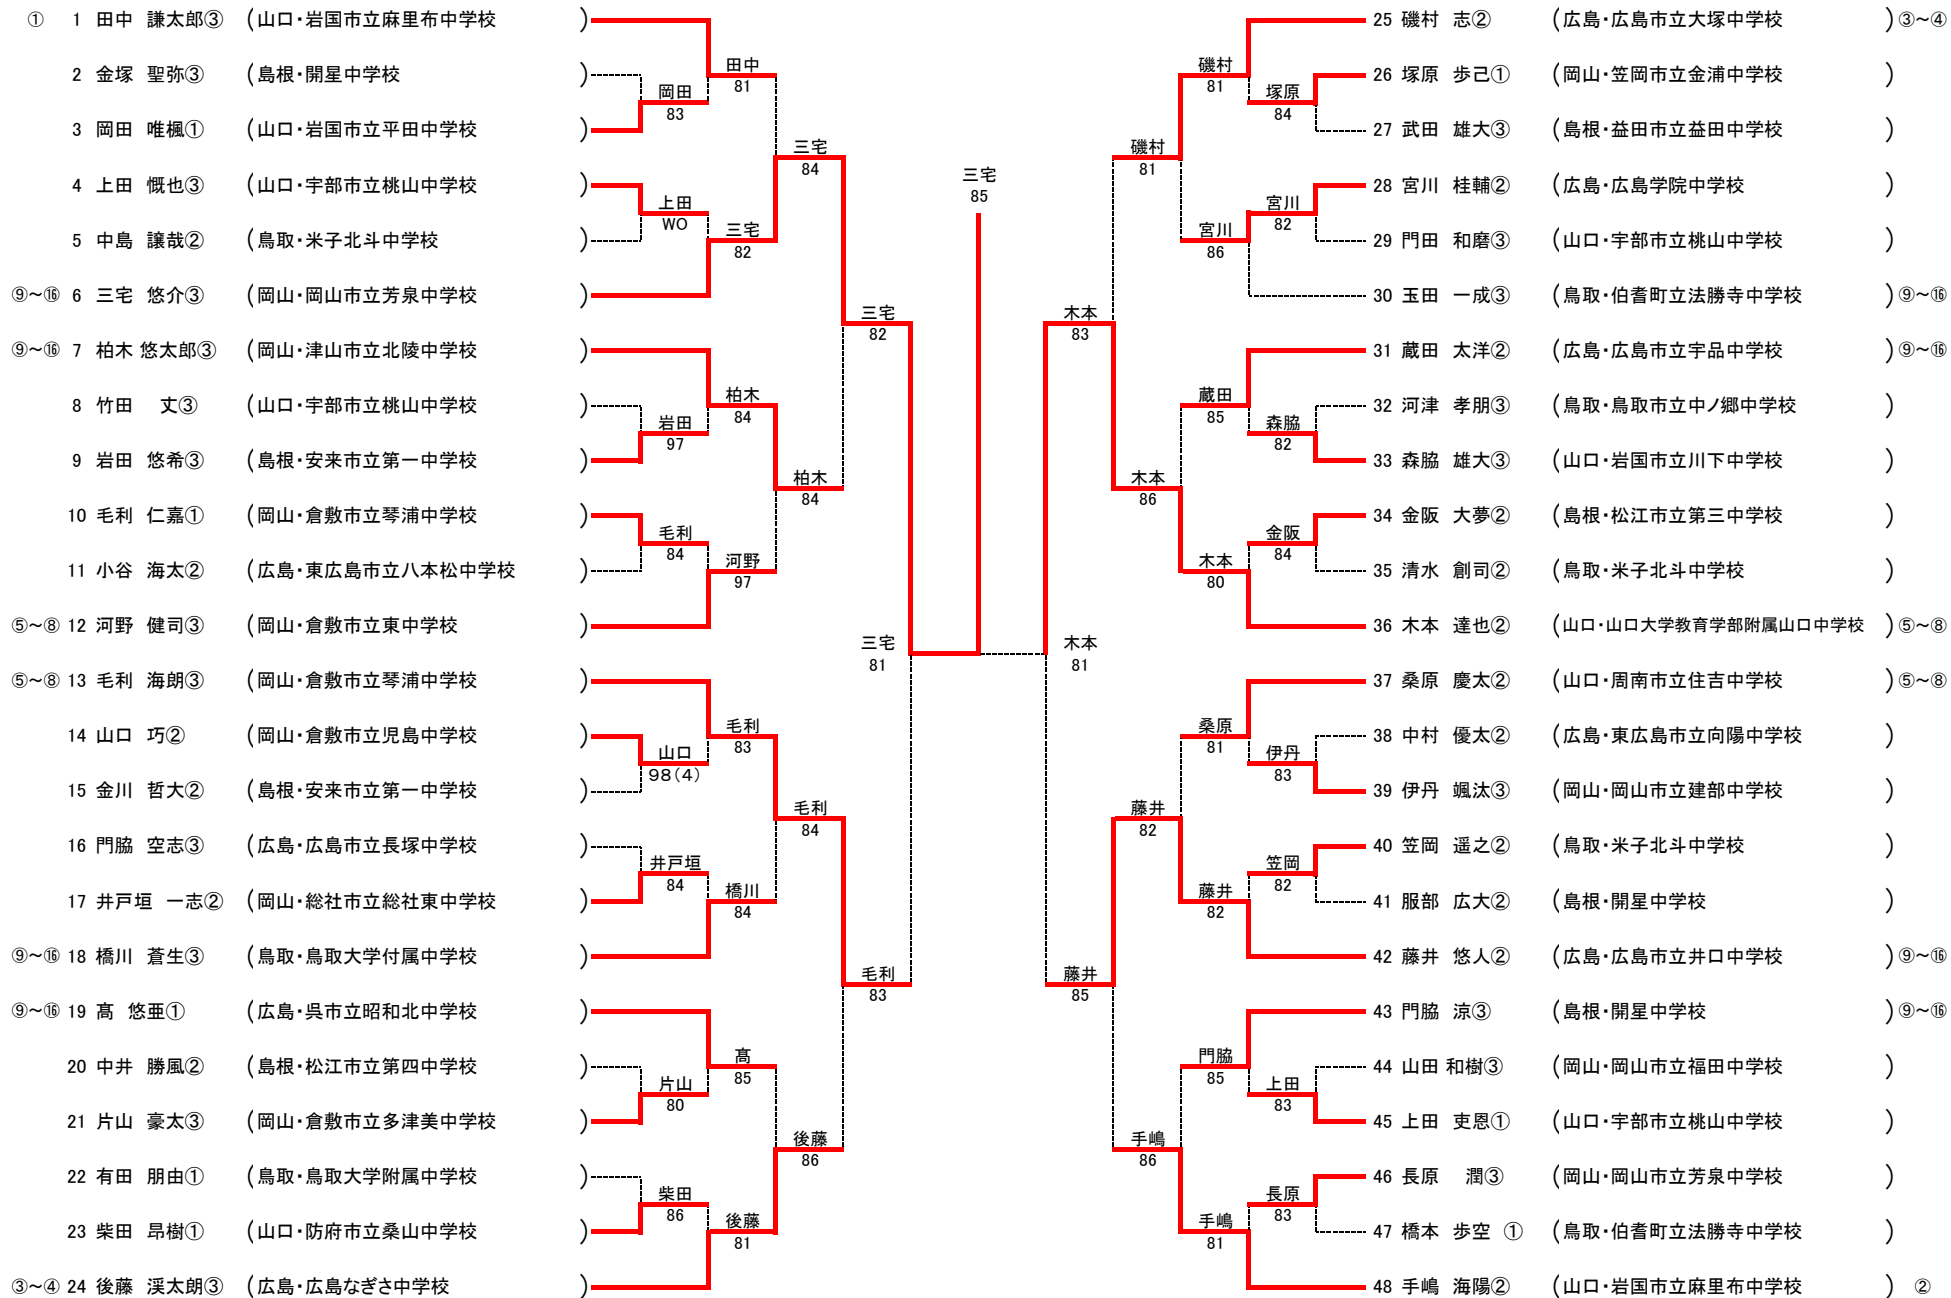 ① 1 田中 謙太郎③ (山口・岩国市立麻里布中学校 )
2 金塚 聖弥③ (島根・開星中学校 )
3 岡田 唯楓① (山口・岩国市立平田中学校 )
4 上田 慨也③ (山口・宇部市立桃山中学校 )
5 中島 譲哉② (鳥取・米子北斗中学校 )
⑨~⑯ 6 三宅 悠介③ (岡山・岡山市立芳泉中学校 )
⑨~⑯ 7 柏木 悠太郎③ (岡山・津山市立北陵中学校 )
8 竹田 丈③ (山口・宇部市立桃山中学校 )
9 岩田 悠希③ (島根・安来市立第一中学校 )
10 毛利 仁嘉① (岡山・倉敷市立琴浦中学校 )
11 小谷 海太② (広島・東広島市立八本松中学校 )
⑤~⑧ 12 河野 健司③ (岡山・倉敷市立東中学校 )
⑤~⑧ 13 毛利 海朗③ (岡山・倉敷市立琴浦中学校 )
14 山口 巧② (岡山・倉敷市立児島中学校 )
15 金川 哲大② (島根・安来市立第一中学校 )
16 門脇 空志③ (広島・広島市立長塚中学校 )
17 井戸垣 一志② (岡山・総社市立総社東中学校 )
⑨~⑯ 18 橋川 蒼生③ (鳥取・鳥取大学付属中学校 )
⑨~⑯ 19 髙 悠亜① (広島・呉市立昭和北中学校 )
20 中井 勝風② (島根・松江市立第四中学校 )
21 片山 豪太③ (岡山・倉敷市立多津美中学校 )
22 有田 朋由① (鳥取・鳥取大学附属中学校 )
23 柴田 昂樹① (山口・防府市立桑山中学校 )
③~④ 24 後藤 渓太朗③ (広島・広島なぎさ中学校 )
岡田
83
上田
WO
岩田
97
毛利
84
山口
98(4)
井戸垣
84
片山
80
柴田
86
田中
81
三宅
82
柏木
84
河野
97
毛利
83
橋川
84
髙
85
後藤
81
三宅
84
柏木
84
毛利
84
後藤
86
三宅
82
毛利
83
三宅
81
三宅
85
木本
81
木本
83
藤井
85
磯村
81
木本
86
藤井
82
手嶋
86
磯村
81
宮川
86
蔵田
85
木本
80
桑原
81
藤井
82
門脇
85
手嶋
81
塚原
84
宮川
82
森脇
82
金阪
84
伊丹
83
笠岡
82
上田
83
長原
83
25 磯村 志② (広島・広島市立大塚中学校 ) ③~④
26 塚原 歩己① (岡山・笠岡市立金浦中学校 )
27 武田 雄大③ (島根・益田市立益田中学校 )
28 宮川 桂輔② (広島・広島学院中学校 )
29 門田 和磨③ (山口・宇部市立桃山中学校 )
30 玉田 一成③ (鳥取・伯耆町立法勝寺中学校 ) ⑨~⑯
31 蔵田 太洋② (広島・広島市立宇品中学校 ) ⑨~⑯
32 河津 孝朋③ (鳥取・鳥取市立中ノ郷中学校 )
33 森脇 雄大③ (山口・岩国市立川下中学校 )
34 金阪 大夢② (島根・松江市立第三中学校 )
35 清水 創司② (鳥取・米子北斗中学校 )
36 木本 達也② (山口・山口大学教育学部附属山口中学校 ) ⑤~⑧
37 桑原 慶太② (山口・周南市立住吉中学校 ) ⑤~⑧
38 中村 優太② (広島・東広島市立向陽中学校 )
39 伊丹 颯汰③ (岡山・岡山市立建部中学校 )
40 笠岡 遥之② (鳥取・米子北斗中学校 )
41 服部 広大② (島根・開星中学校 )
42 藤井 悠人② (広島・広島市立井口中学校 ) ⑨~⑯
43 門脇 涼③ (島根・開星中学校 ) ⑨~⑯
44 山田 和樹③ (岡山・岡山市立福田中学校 )
45 上田 吏恩① (山口・宇部市立桃山中学校 )
46 長原 潤③ (岡山・岡山市立芳泉中学校 )
47 橋本 歩空 ① (鳥取・伯耆町立法勝寺中学校 )
48 手嶋 海陽② (山口・岩国市立麻里布中学校 ) ②